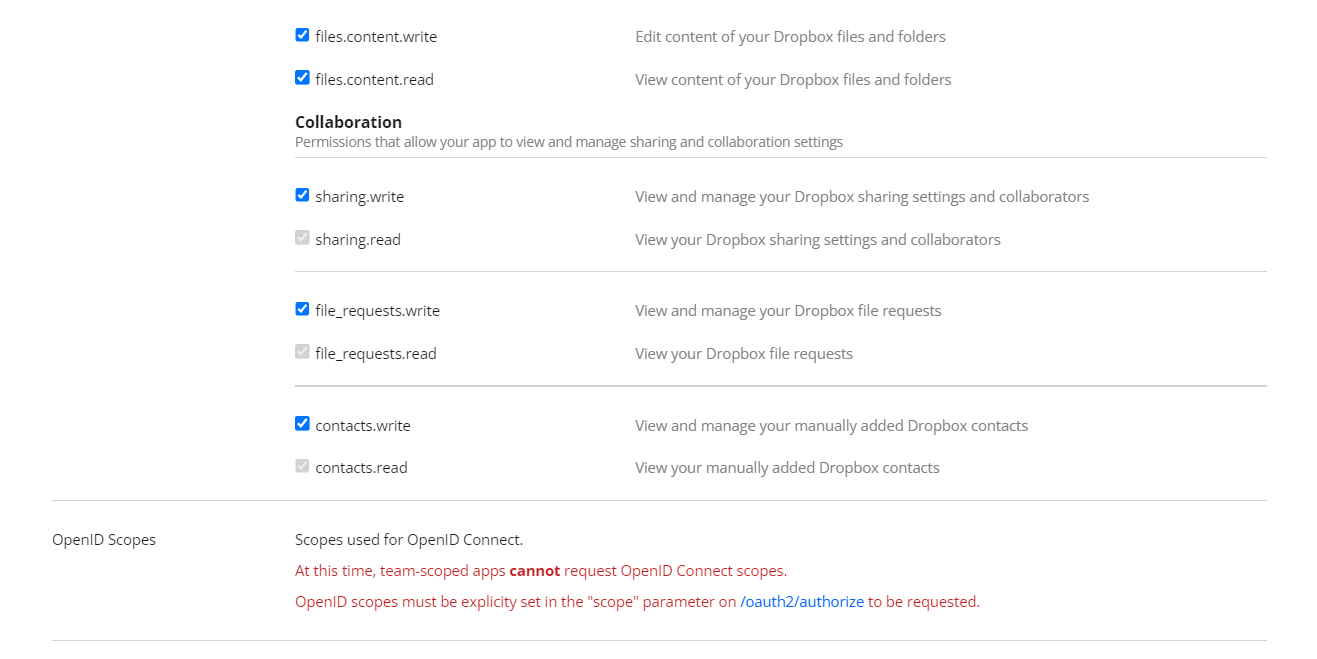 files.content.write Edit content of your Dropbox files and folders
files.content.read View content of your Dropbox files and folders
Collaboration
Permissions that allow your app to view and manage sharing and collaboration settings
sharing.write View and manage your Dropbox sharing settings and collaborators
sharing.read View your Dropbox sharing settings and collaborators
file_requests.write View and manage your Dropbox file requests
file_requests.read View your Dropbox file requests
contacts.write View and manage your manually added Dropbox contacts
contacts.read View your manually added Dropbox contacts
OpenID Scopes Scopes used for OpenID Connect.
At this time, team-scoped apps cannot request OpenID Connect scopes.
OpenID scopes must be explicity set in the "scope" parameter on /oauth2/authorize to be requested.